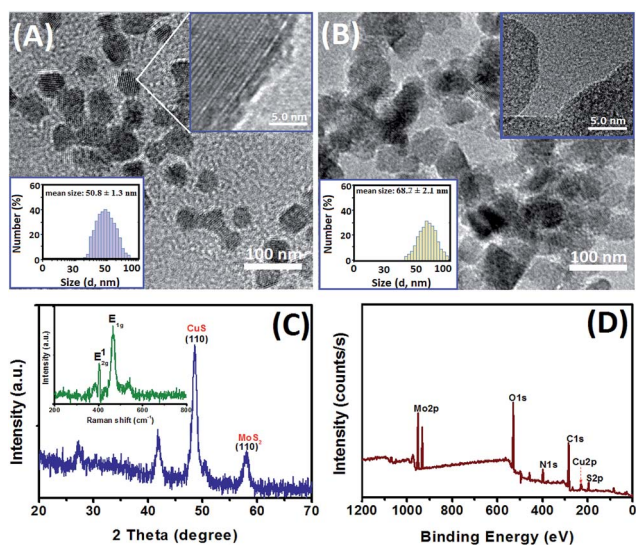 (A)
5.0 nm
mean size: 50.8 ± 1.3 nm
Number (%)
60
40
20
0
0
30
50
100
Size (d, nm)
100 nm
(B)
5.0 nm
mean size: 68.7 ± 2.1 nm
Number (%)
60
40
20
0
0
30
50
100
Size (d, nm)
100 nm
(C)
Intensity (a.u.)
E¹2g
E1g
200
400
600
800
Raman shift (cm⁻¹)
CuS
(110)
MoS₂
(110)
Intensity (a.u.)
20
30
40
50
60
70
2 Theta (degree)
(D)
Intensity (counts/s)
Mo2p
O1s
N1s
C1s
Cu2p
S2p
1200
1000
800
600
400
200
0
Binding Energy (eV)